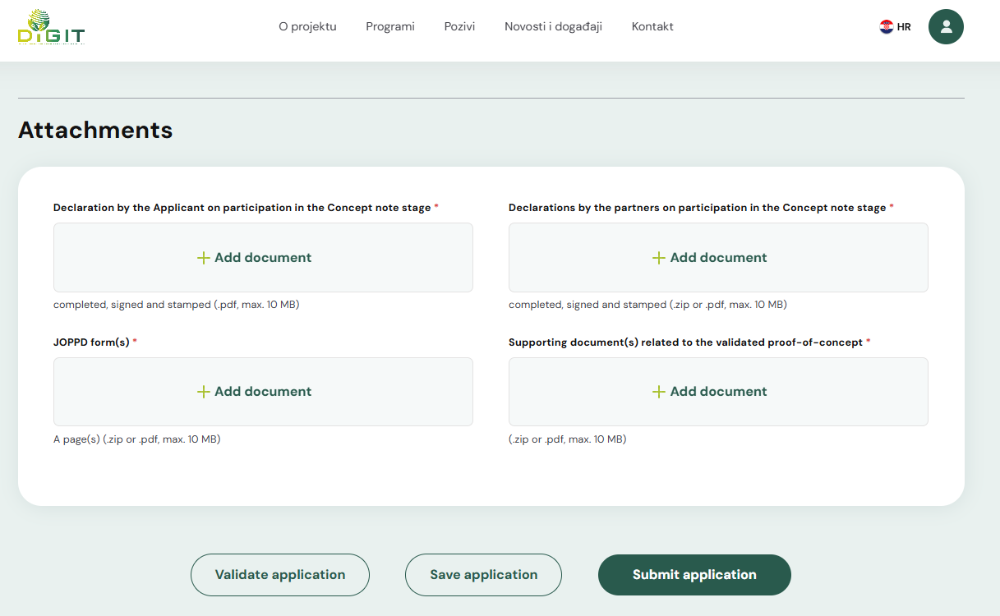 DIGIT
O projektu
Programi
Pozivi
Novosti i događaji
Kontakt
HR
Attachments
Declaration by the Applicant on participation in the Concept note stage *
Add document
completed, signed and stamped (.pdf, max. 10 MB)
Declarations by the partners on participation in the Concept note stage *
Add document
completed, signed and stamped (.zip or .pdf, max. 10 MB)
JOPPD form(s) *
Add document
A page(s) (.zip or .pdf, max. 10 MB)
Supporting document(s) related to the validated proof-of-concept *
Add document
(.zip or .pdf, max. 10 MB)
Validate application
Save application
Submit application